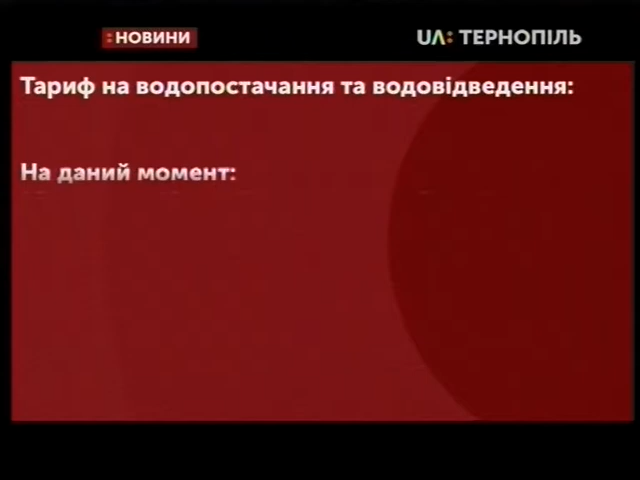 :НОВИНИ
UA: ТЕРНОПІЛЬ
Тариф на водопостачання та водовідведення:
На даний момент: